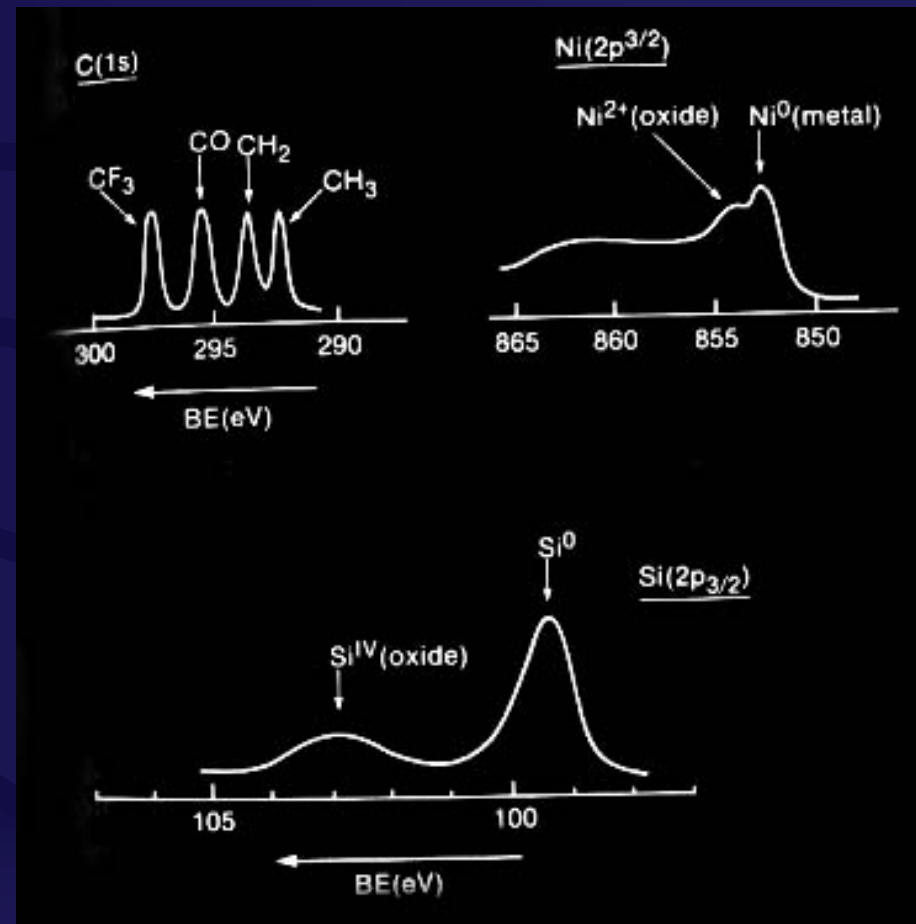 C(1s)
CF₃
CO CH₂
CH₃
300 295 290
BE(eV)
Ni(2p³/²)
Ni²⁺(oxide) Ni⁰(metal)
865 860 855 850
BE(eV)
Si⁰
Si(2p₃/₂)
Siᴵⱽ(oxide)
105 100